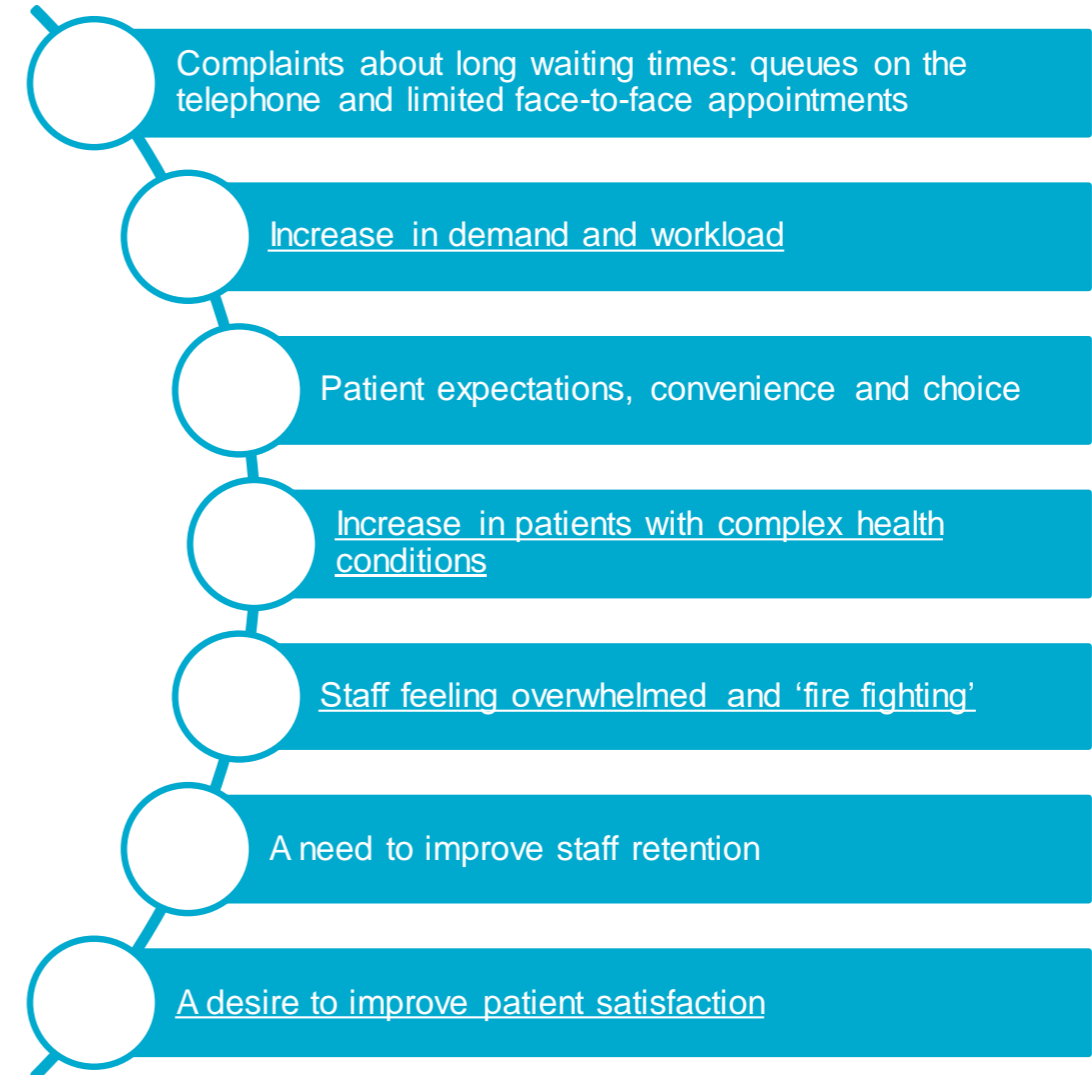 Complaints about long waiting times: queues on the
telephone and limited face-to-face appointments
Increase in demand and workload
Patient expectations, convenience and choice
Increase in patients with complex health
conditions
Staff feeling overwhelmed and ‘fire fighting’
A need to improve staff retention
A desire to improve patient satisfaction